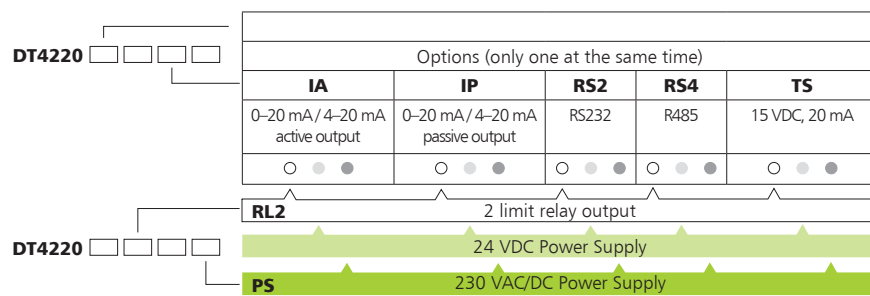 DT4220
Options (only one at the same time)
IA IP RS2 RS4 TS
0–20 mA / 4–20 mA active output
0–20 mA / 4–20 mA passive output
RS232
R485
15 VDC, 20 mA
RL2 2 limit relay output
DT4220
24 VDC Power Supply
PS 230 VAC/DC Power Supply